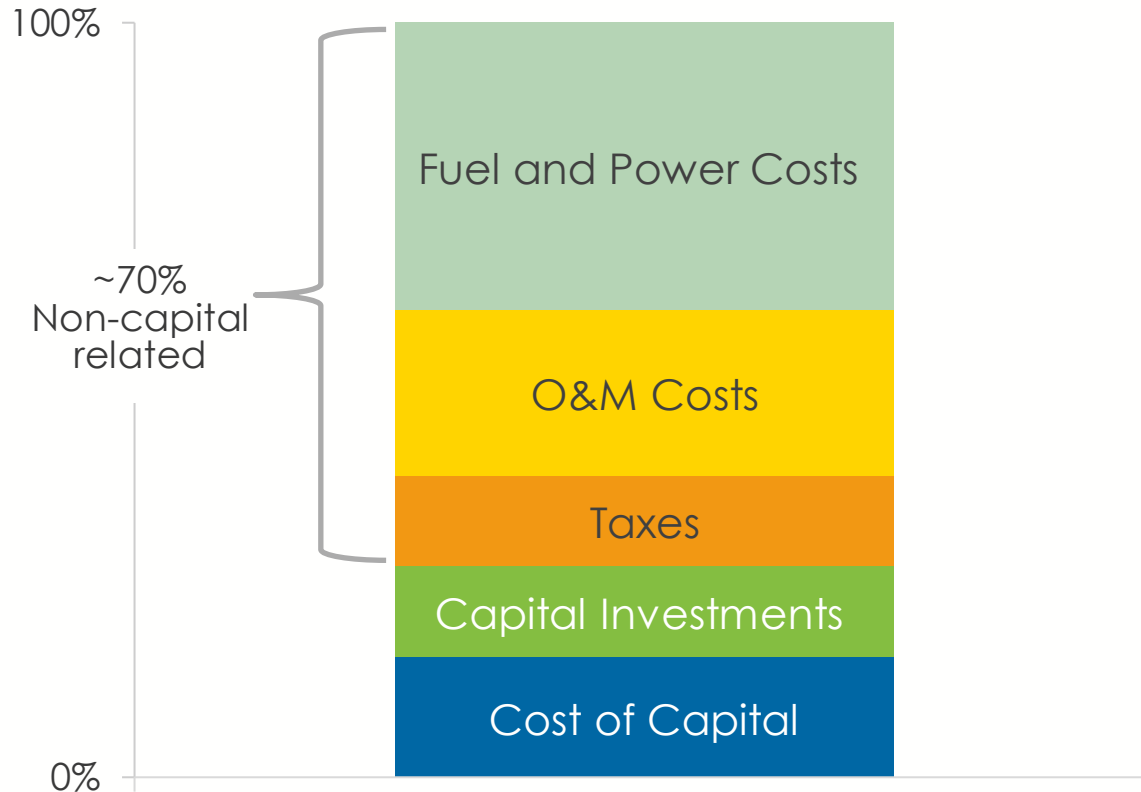 100%
Fuel and Power Costs
~70%
Non-capital
related
O&M Costs
Taxes
Capital Investments
Cost of Capital
0%